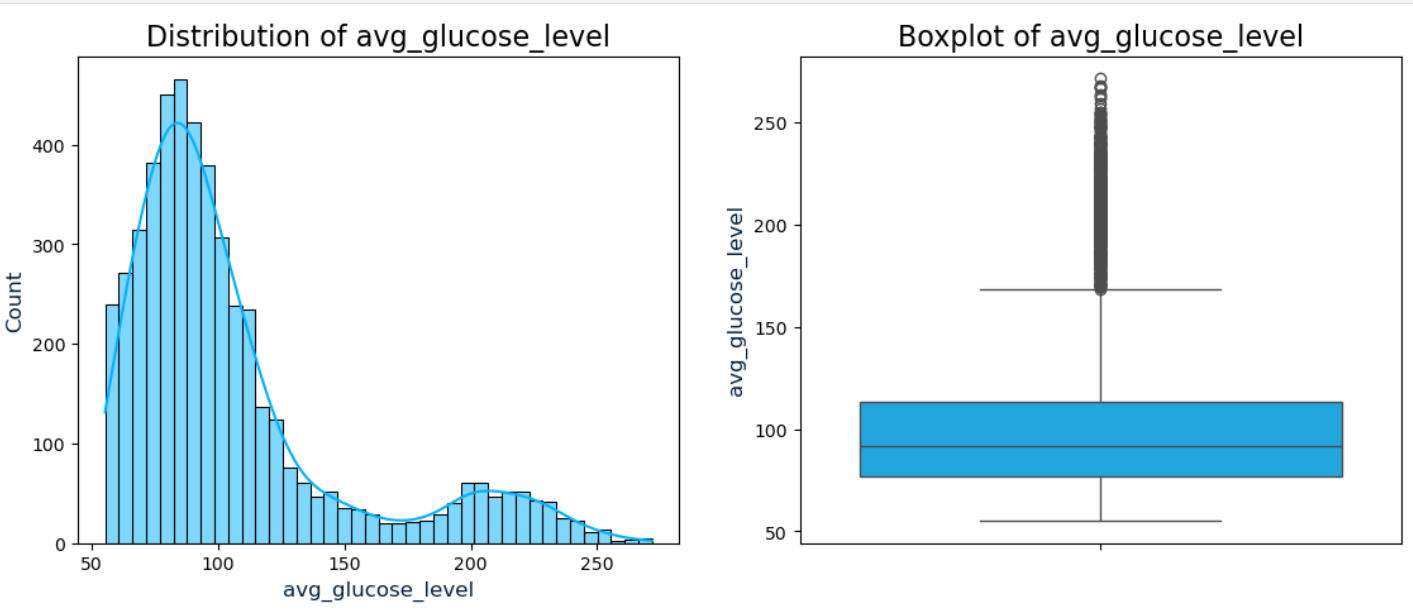 Distribution of avg_glucose_level
Count
400
300
200
100
0
50 100 150 200 250
avg_glucose_level
Boxplot of avg_glucose_level
avg_glucose_level
250
200
150
100
50